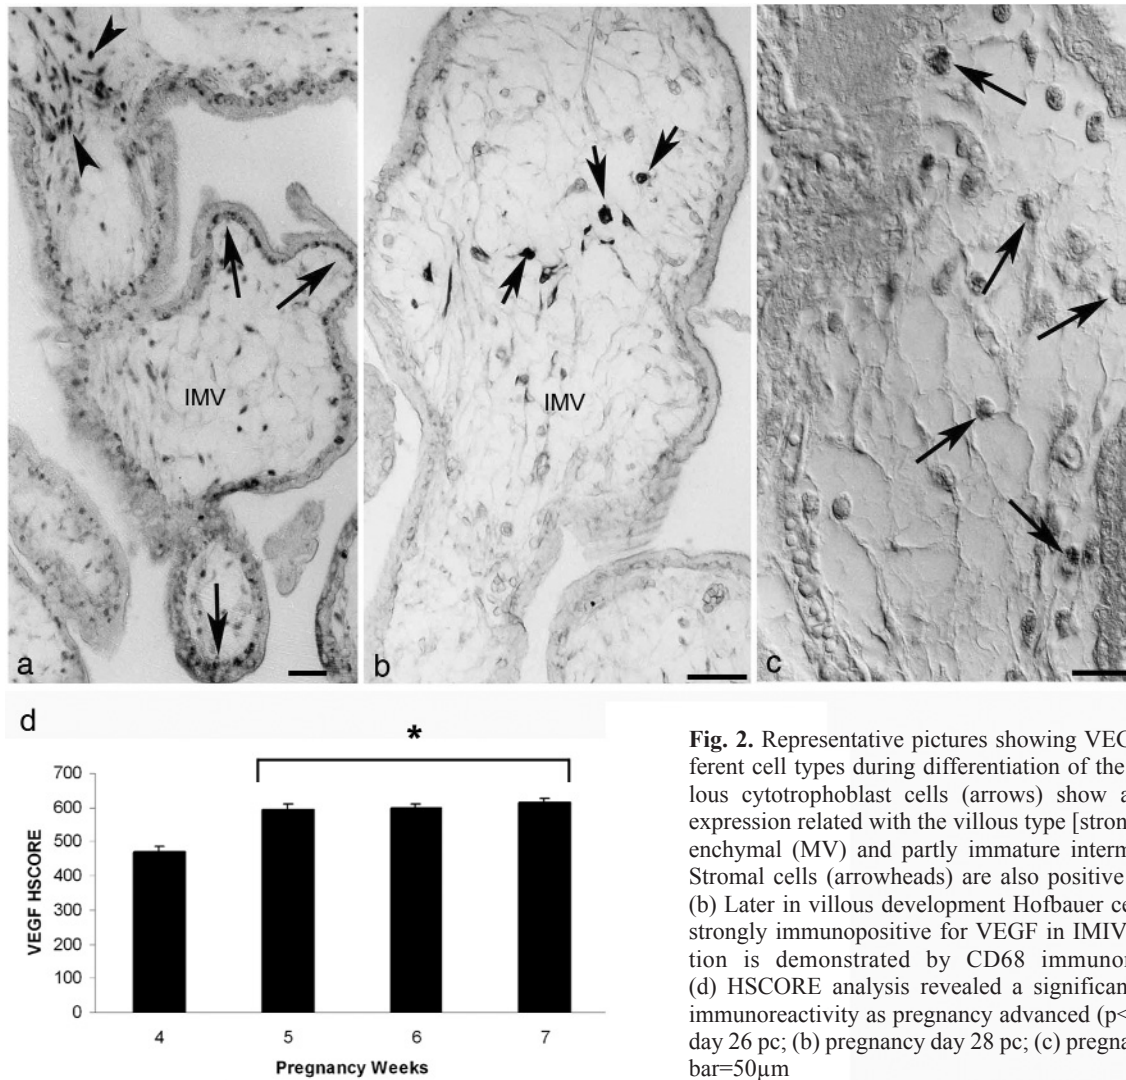 IMV
a
IMV
b
c
d
*
VEGF HSCORE
700
600
500
400
300
200
100
0
4 5 6 7
Pregnancy Weeks
Fig. 2. Representative pictures showing VEG
ferent cell types during differentiation of the
lous cytotrophoblast cells (arrows) show a
expression related with the villous type [stron
enchymal (MV) and partly immature interm
Stromal cells (arrowheads) are also positive
(b) Later in villous development Hofbauer ce
strongly immunopositive for VEGF in IMIV
tion is demonstrated by CD68 immunor
(d) HSCORE analysis revealed a significan
immunoreactivity as pregnancy advanced (p<
day 26 pc; (b) pregnancy day 28 pc; (c) pregna
bar=50µm